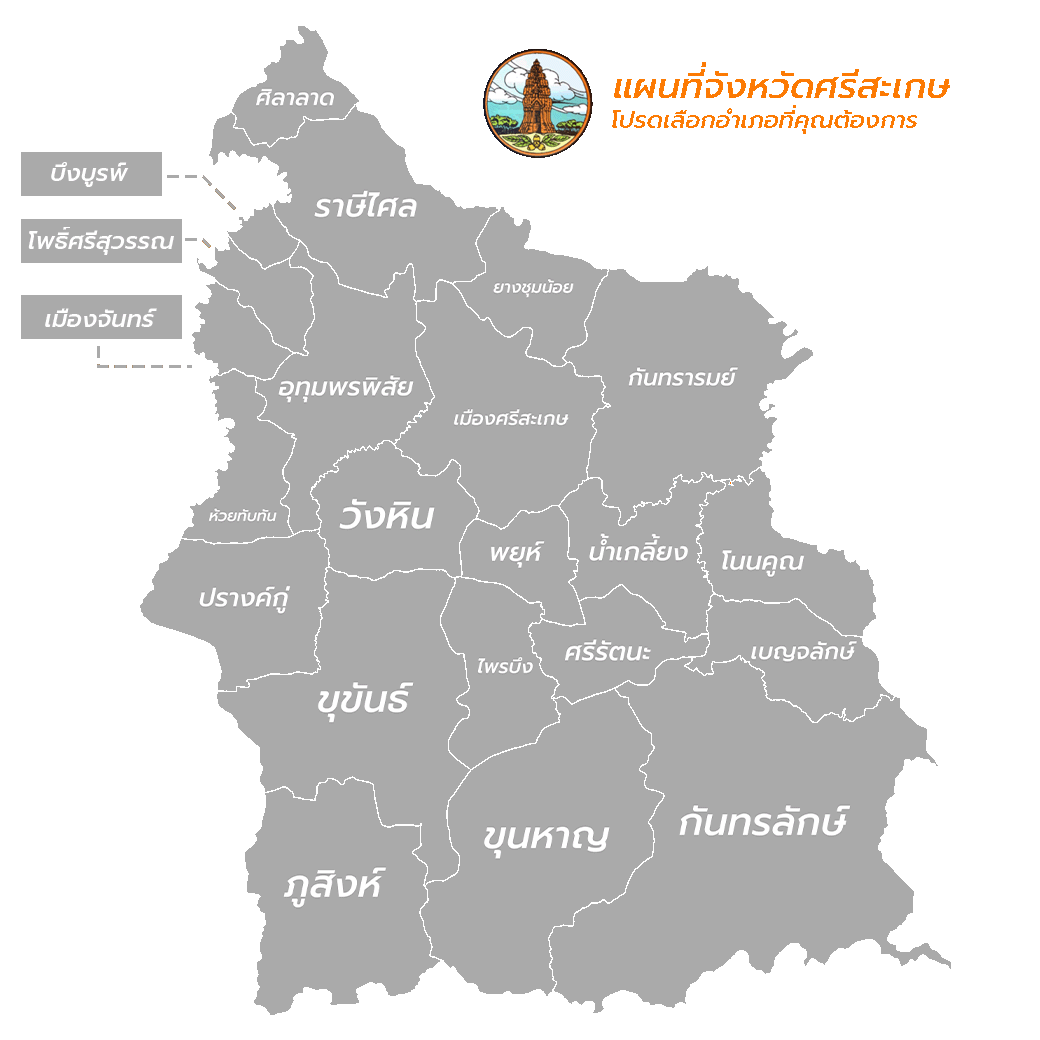 แผนที่จังหวัดศรีสะเกษ
โปรดเลือกอำเภอที่คุณต้องการ
ศิลาลาด
บึงบูรพ์
ราษีไศล
โพธิ์ศรีสุวรรณ
ยางชุมน้อย
เมืองจันทร์
กันทรารมย์
อุทุมพรพิสัย
เมืองศรีสะเกษ
ห้วยทับทัน
วังหิน
พยุห์
น้ำเกลี้ยง
โนนคูณ
ปรางค์กู่
ไพรบึง
ศรีรัตนะ
เบญจลักษ์
ขุขันธ์
ขุนหาญ
กันทรลักษ์
ภูสิงห์